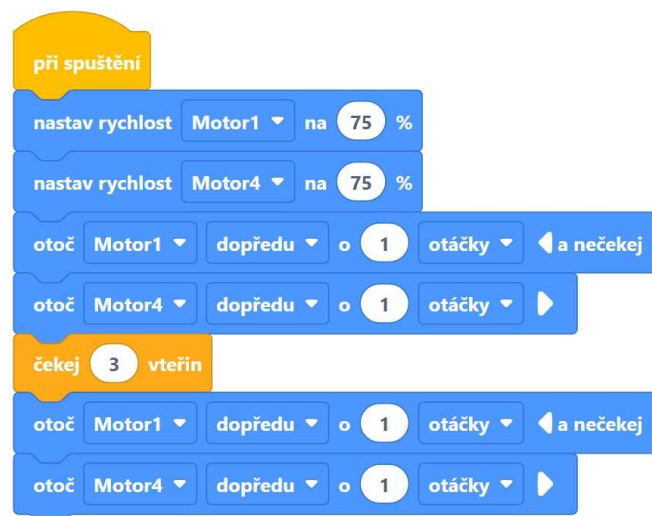 při spuštění
nastav rychlost Motor1 na 75 %
nastav rychlost Motor4 na 75 %
otoč Motor1 dopředu o 1 otáčky a nečekej
otoč Motor4 dopředu o 1 otáčky
čekej 3 vteřin
otoč Motor1 dopředu o 1 otáčky a nečekej
otoč Motor4 dopředu o 1 otáčky